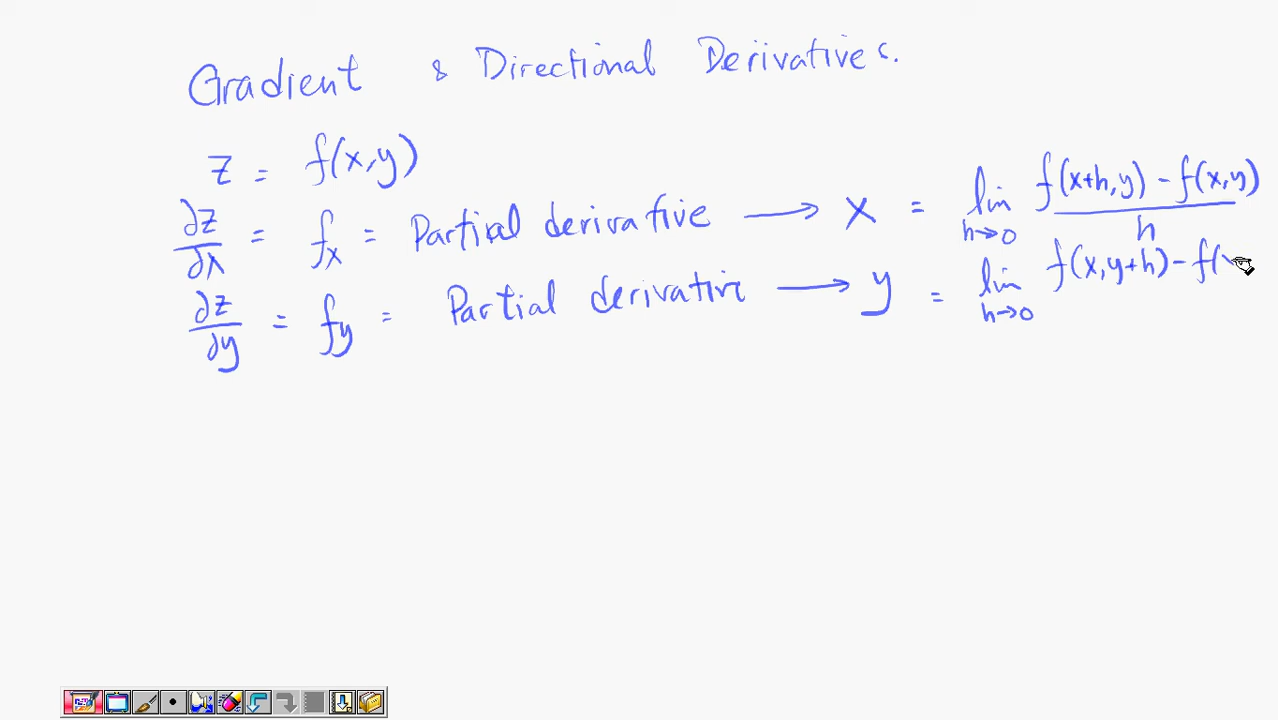 Gradient & Directional Derivatives.
z = f(x,y)
∂z/∂x = fx = Partial derivative → x = lim h→0 f(x+h,y) - f(x,y) / h
∂z/∂y = fy = Partial derivative → y = lim h→0 f(x,y+h) - f(